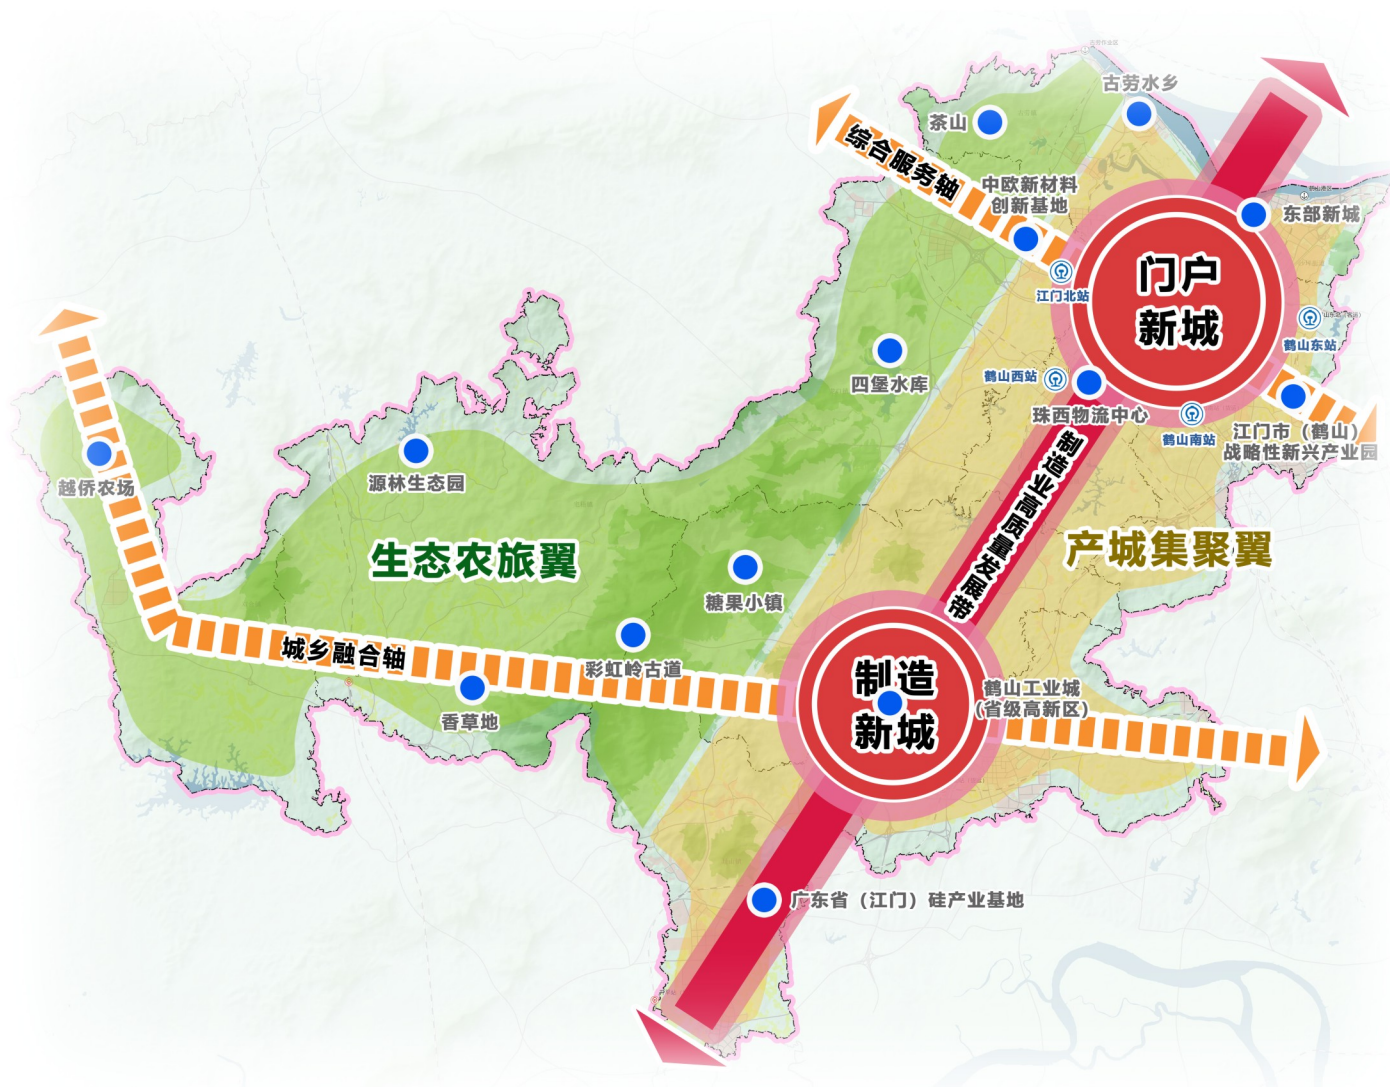 古劳水乡
茶山
综合服务轴
中欧新材料
创新基地
东部新城
门户
新城
江门北站
鹤山东站
四堡水库
鹤山西站
珠西物流中心
鹤山南站
江门市（鹤山）
战略性新兴产业园
制造业高质量发展带
越侨农场
源林生态园
生态农旅翼
产城集聚翼
糖果小镇
彩虹岭古道
城乡融合轴
香草地
制造
新城
鹤山工业城
（省级高新区）
广东省（江门）硅产业基地